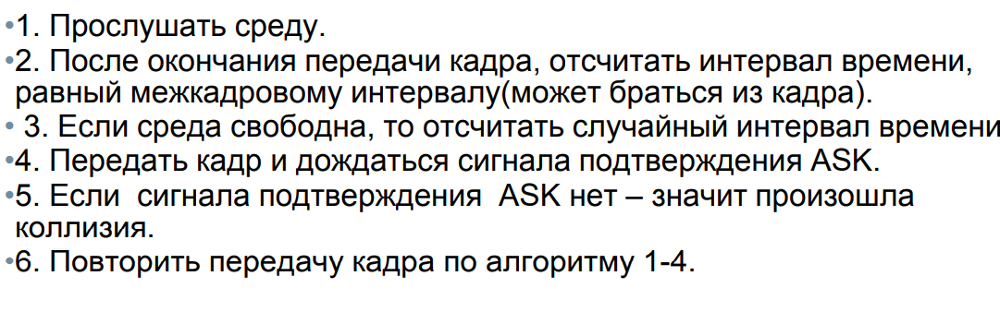 •1. Прослушать среду.
•2. После окончания передачи кадра, отсчитать интервал времени,
равный межкадровому интервалу(может браться из кадра).
• 3. Если среда свободна, то отсчитать случайный интервал времени
•4. Передать кадр и дождаться сигнала подтверждения ASK.
•5. Если  сигнала подтверждения  ASK нет – значит произошла
коллизия.
•6. Повторить передачу кадра по алгоритму 1-4.